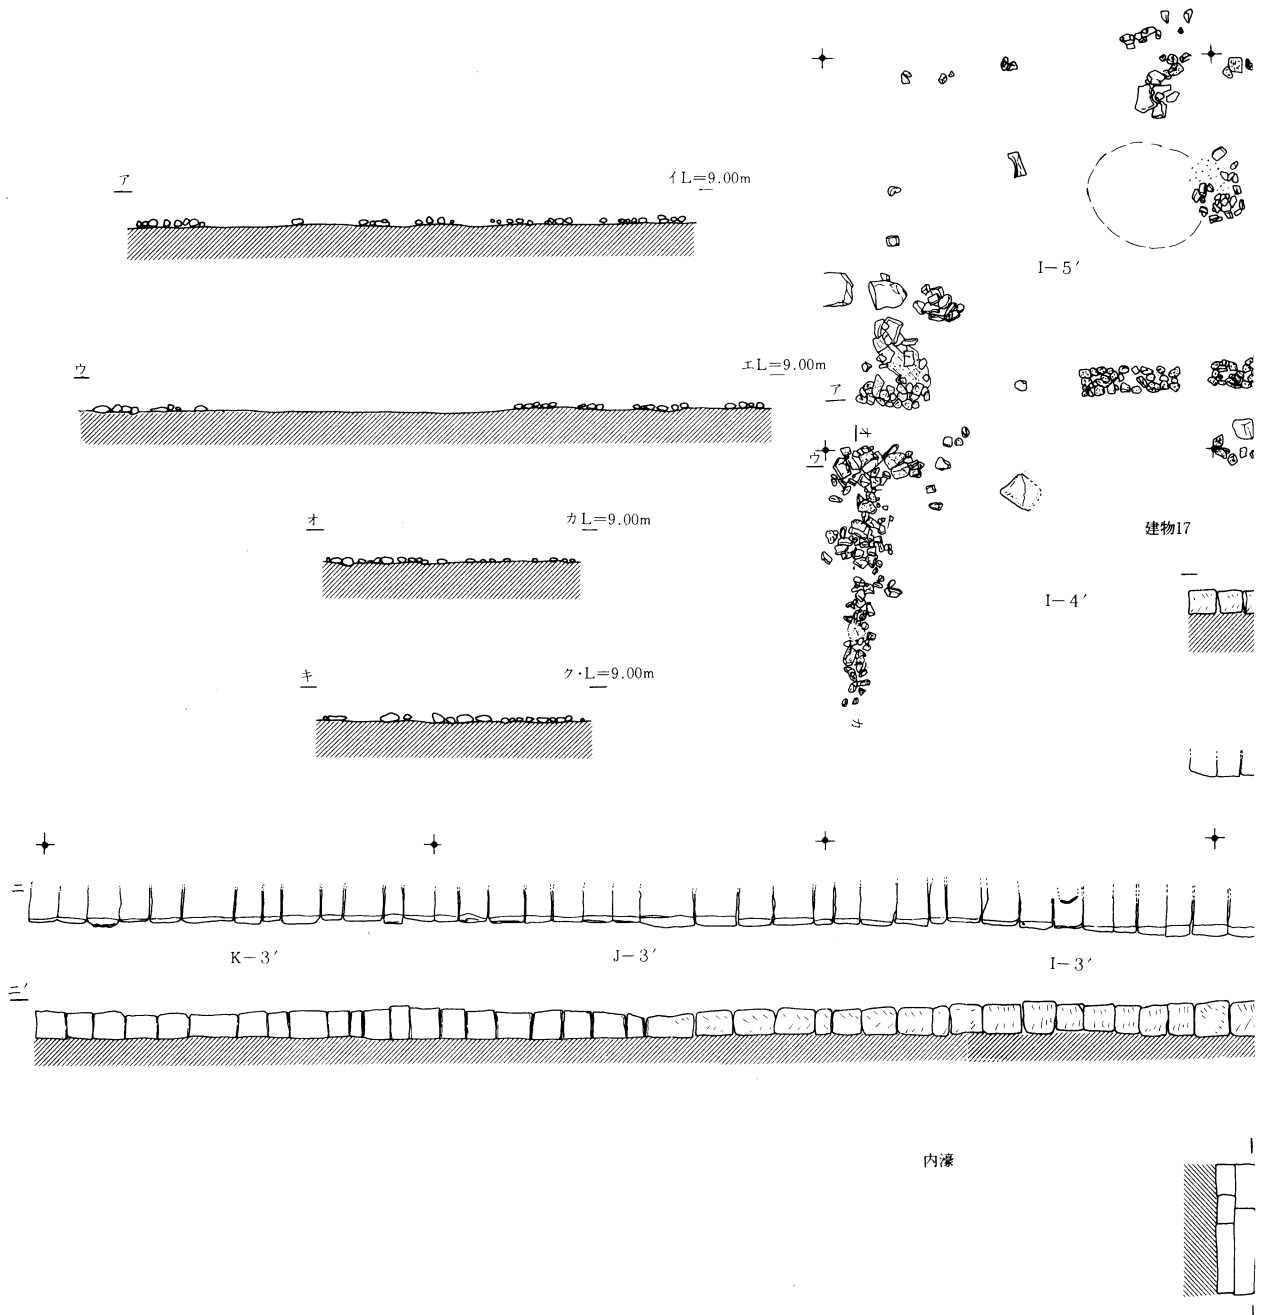 ア
イL=9.00m
I-5′
ウ
エL=9.00m
ア
キ
ウ
オ
カL=9.00m
建物17
I-4′
キ
ク・L=9.00m
カ
ニ
K-3′
J-3′
I-3′
ニ′
内濠